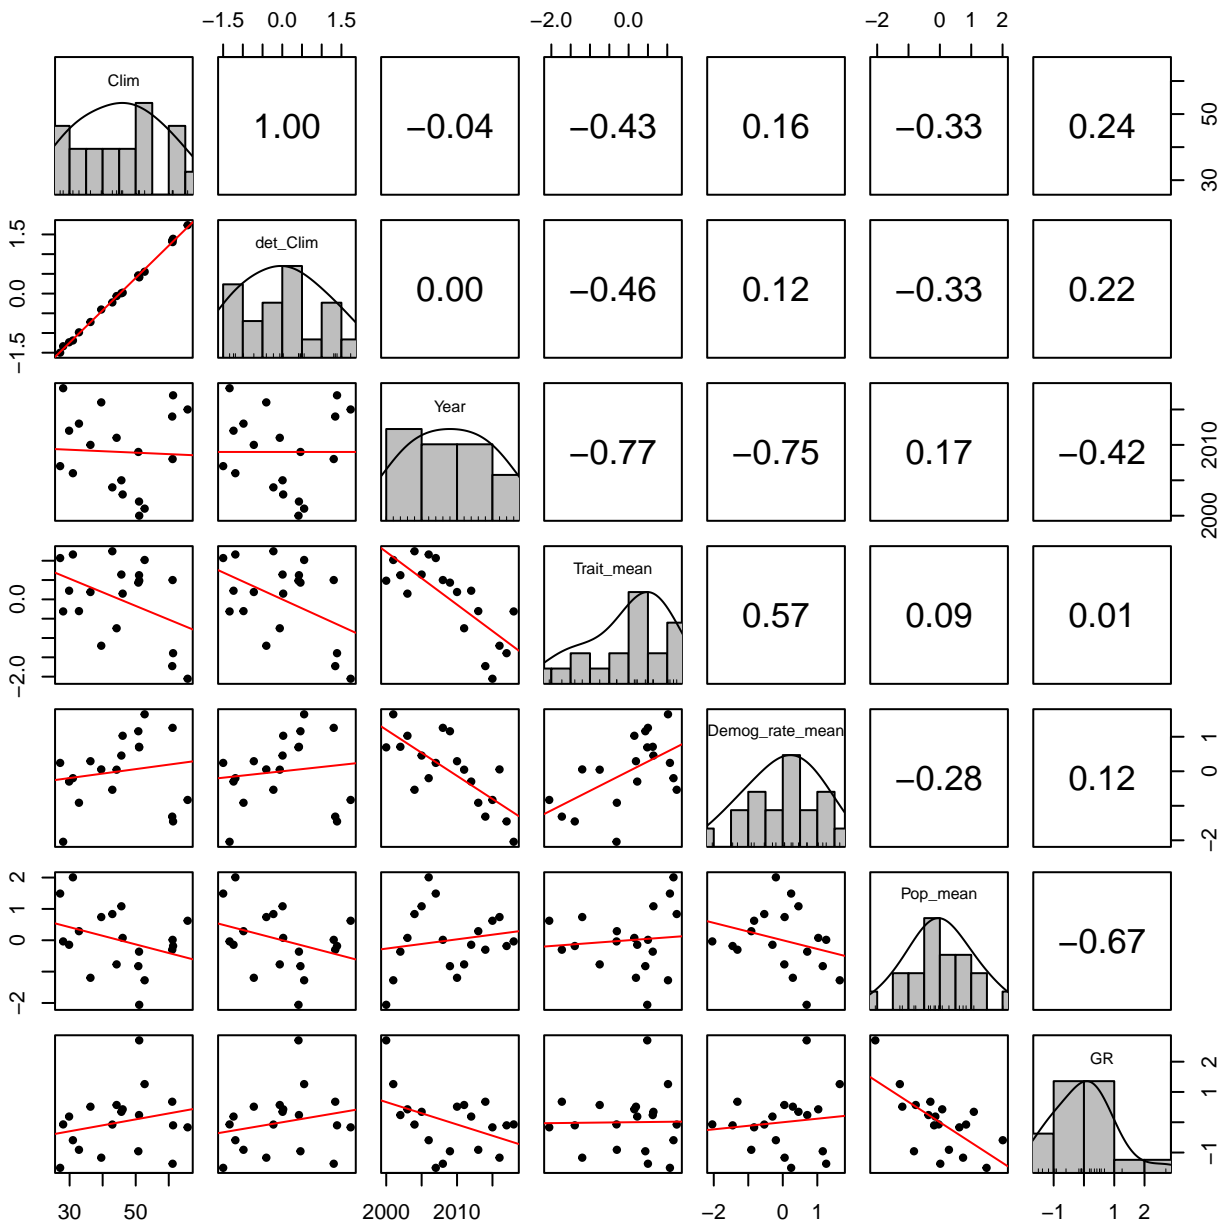 −1.5 0.0 1.5 −2.0 0.0 −2 0 1 2
Clim 1.00 −0.04 −0.43 0.16 −0.33 0.24 30 50
−1.5 0.0 1.5 det_Clim 0.00 −0.46 0.12 −0.33 0.22
Year −0.77 −0.75 0.17 −0.42 2000 2010
−2.0 0.0 Trait_mean 0.57 0.09 0.01
Demog_rate_mean −0.28 0.12 −2 0 1
−2 0 1 2 Pop_mean −0.67
GR −1 1 2
30 50 2000 2010 −2 0 1 −1 0 1 2